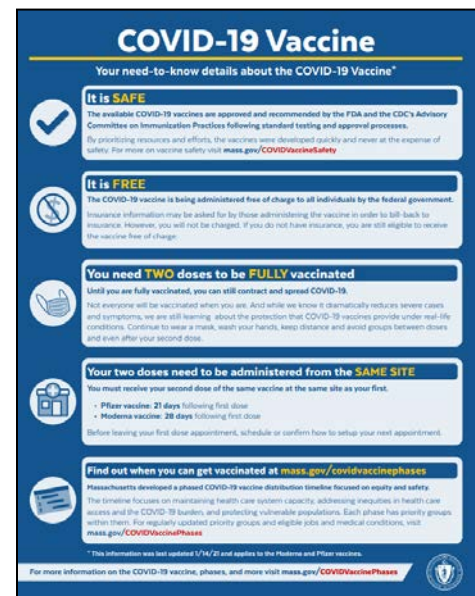 COVID-19 Vaccine
Your need-to-know details about the COVID-19 Vaccine*
It is SAFE
The available COVID-19 vaccines are approved and recommended by the FDA and the CDC's Advisory
Committee on Immunization Practices following standard testing and approval processes.
By prioritizing resources and efforts, the vaccines were developed quickly and never at the expense of
safety. For more on vaccine safety visit mass.gov/COVIDVaccineSafety
It is FREE
The COVID-19 vaccine is being administered free of charge to all individuals by the federal government.
Insurance information may be asked for by those administering the vaccine in order to bill-back to
insurance. However, you will not be charged. If you do not have insurance, you are still eligible to receive
the vaccine free of charge.
You need TWO doses to be FULLY vaccinated
Until you are fully vaccinated, you can still contract and spread COVID-19.
Not everyone will be vaccinated when you are. And while we know it dramatically reduces severe cases
and symptoms, we are still learning about the protection that COVID-19 vaccines provide under real-life
conditions. Continue to wear a mask, wash your hands, keep distance and avoid groups between doses
and even after your second dose.
Your two doses need to be administered from the SAME SITE
You must receive your second dose of the same vaccine at the same site as your first.
• Pfizer vaccine: 21 days following first dose
• Moderna vaccine: 28 days following first dose
Before leaving your first dose appointment, schedule or confirm how to setup your next appointment.
Find out when you can get vaccinated at mass.gov/covidvaccinephases
Massachusetts developed a phased COVID-19 vaccine distribution timeline focused on equity and safety.
The timeline focuses on maintaining health care system capacity, addressing inequities in health care
access and the COVID-19 burden, and protecting vulnerable populations. Each phase has priority groups
within them. For regularly updated priority groups and eligible jobs and medical conditions, visit
mass.gov/COVIDVaccinePhases
* This information was last updated 1/14/21 and applies to the Moderna and Pfizer vaccines.
For more information on the COVID-19 vaccine, phases, and more visit mass.gov/COVIDVaccinePhases